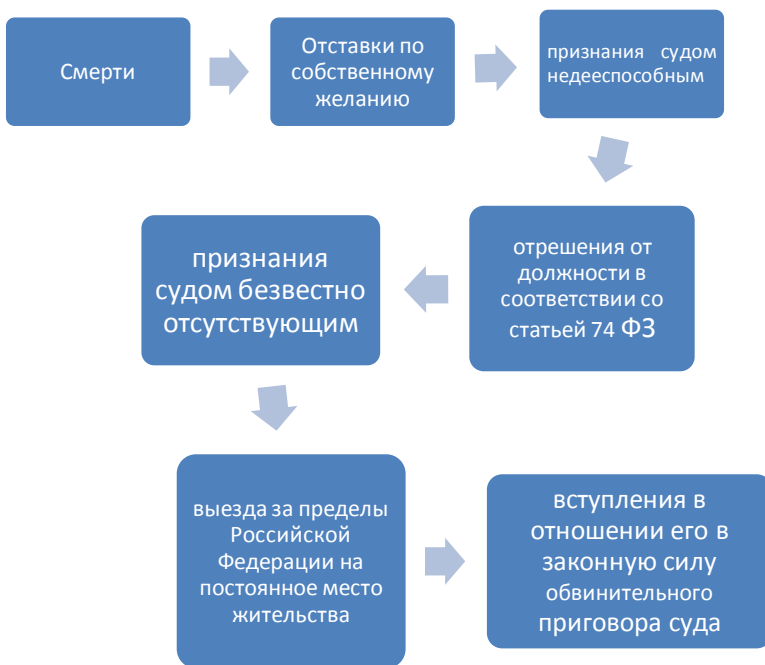 Смерти
Отставки по
собственному
желанию
признания судом
недееспособным
отрешения от
должности в
соответствии со
статьей 74 ФЗ
признания
судом безвестно
отсутствующим
выезда за пределы
Российской
Федерации на
постоянное место
жительства
вступления в
отношении его в
законную силу
обвинительного
приговора суда